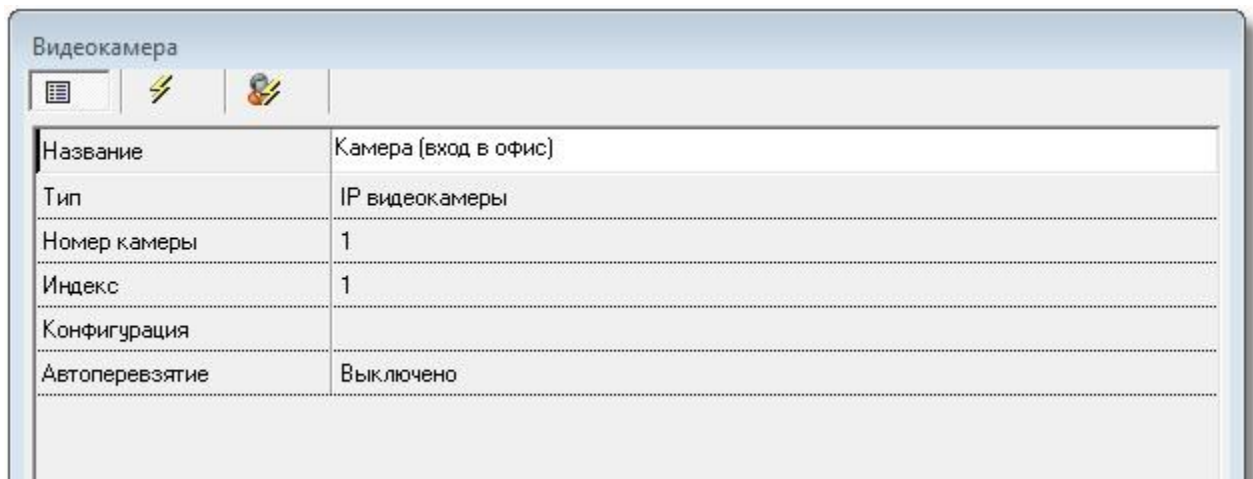 Видеокамера
Название Камера (вход в офис)
Тип IP видеокамеры
Номер камеры 1
Индекс 1
Конфигурация
Автоперевзятие Выключено